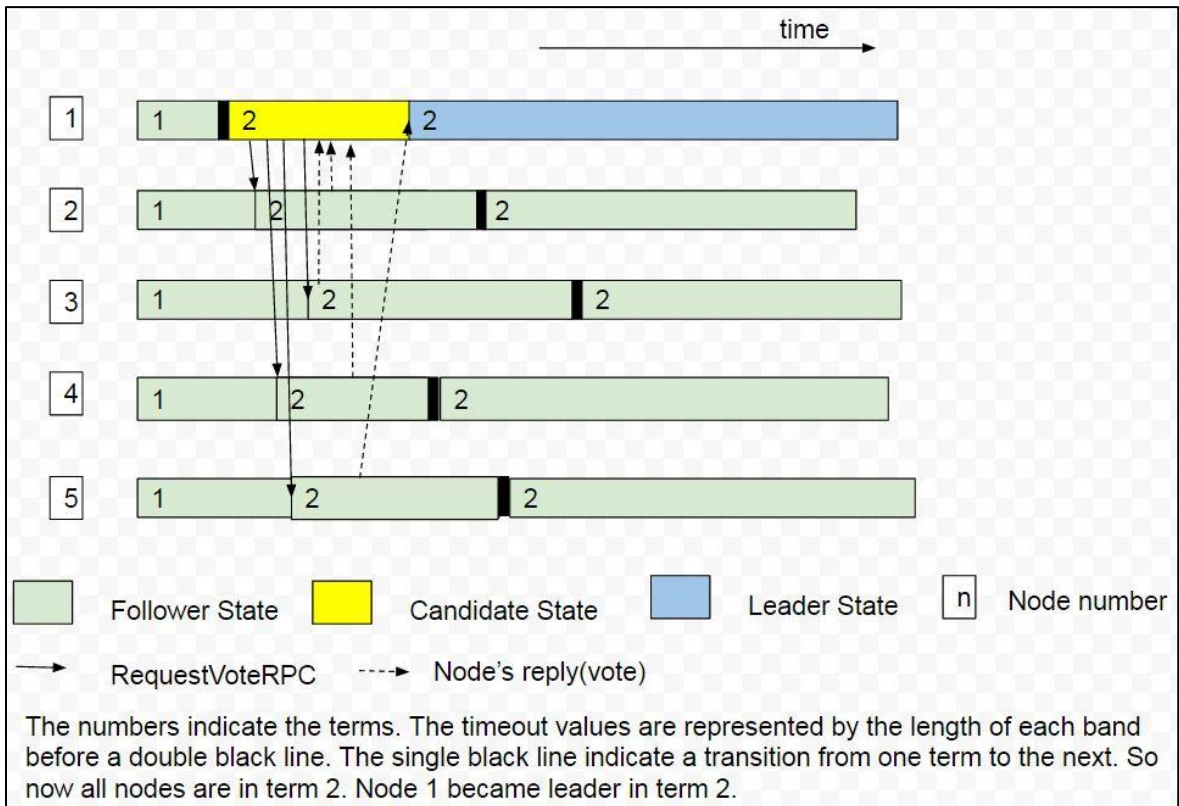 time
1 1 2 2
2 1 2 2
3 1 2 2
4 1 2 2
5 1 2 2
Follower State Candidate State Leader State n Node number
RequestVoteRPC Node's reply(vote)
The numbers indicate the terms. The timeout values are represented by the length of each band
before a double black line. The single black line indicate a transition from one term to the next. So
now all nodes are in term 2. Node 1 became leader in term 2.